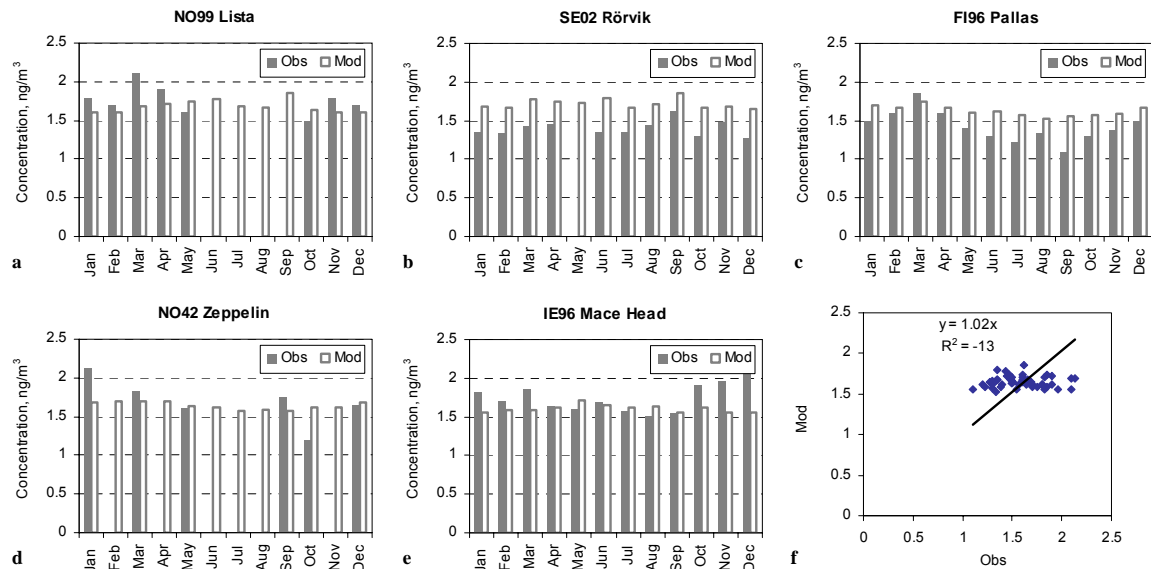 NO99 Lista
Concentration, ng/m³
2.5
2
1.5
1
0.5
0
Obs Mod
Jan Feb Mar Apr May Jun Jul Aug Sep Oct Nov Dec
a
SE02 Rörvik
Concentration, ng/m³
2.5
2
1.5
1
0.5
0
Obs Mod
Jan Feb Mar Apr May Jun Jul Aug Sep Oct Nov Dec
b
FI96 Pallas
Concentration, ng/m³
2.5
2
1.5
1
0.5
0
Obs Mod
Jan Feb Mar Apr May Jun Jul Aug Sep Oct Nov Dec
c
NO42 Zeppelin
Concentration, ng/m³
2.5
2
1.5
1
0.5
0
Obs Mod
Jan Feb Mar Apr May Jun Jul Aug Sep Oct Nov Dec
d
IE96 Mace Head
Concentration, ng/m³
2.5
2
1.5
1
0.5
0
Obs Mod
Jan Feb Mar Apr May Jun Jul Aug Sep Oct Nov Dec
e
y = 1.02x
R² = -13
Mod
2.5
2
1.5
1
0.5
0
0 0.5 1 1.5 2 2.5
Obs
f